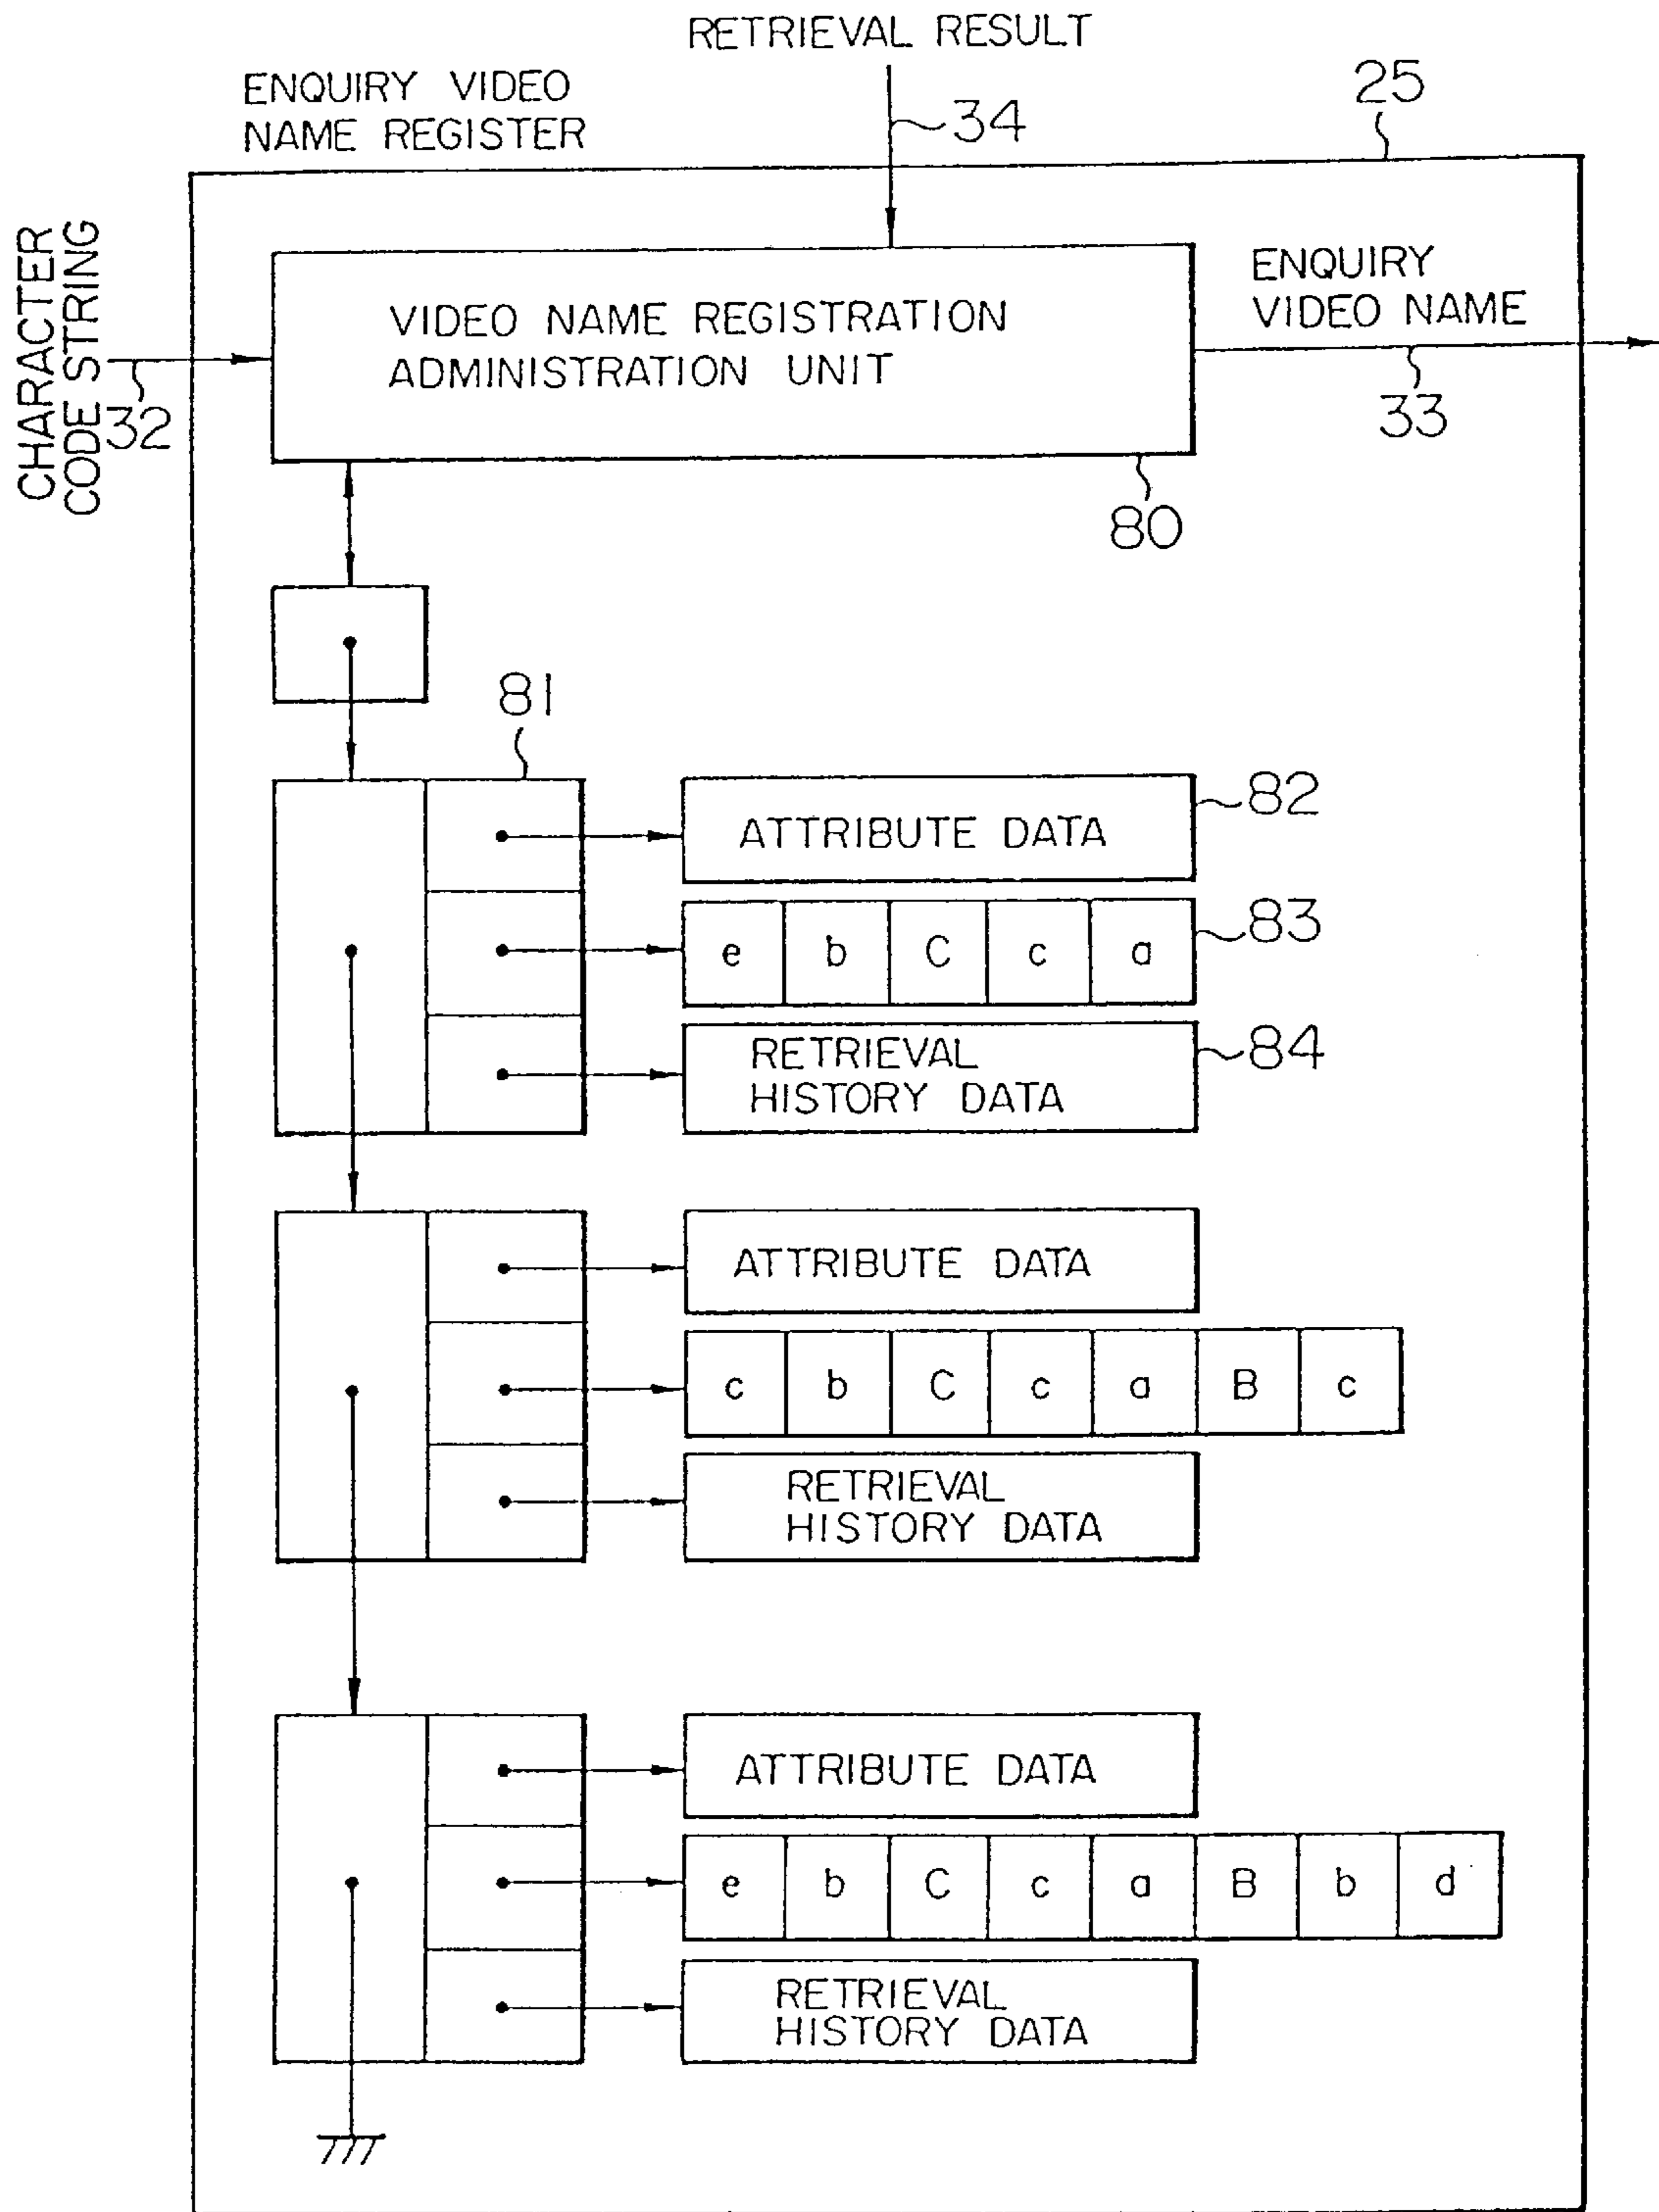 RETRIEVAL RESULT
ENQUIRY VIDEO
NAME REGISTER
34
25
CHARACTER
CODE STRING
32
VIDEO NAME REGISTRATION
ADMINISTRATION UNIT
80
ENQUIRY
VIDEO NAME
33
81
ATTRIBUTE DATA
82
e b C c a
83
RETRIEVAL
HISTORY DATA
84
ATTRIBUTE DATA
c b C c a B c
RETRIEVAL
HISTORY DATA
ATTRIBUTE DATA
e b C c a B b d
RETRIEVAL
HISTORY DATA